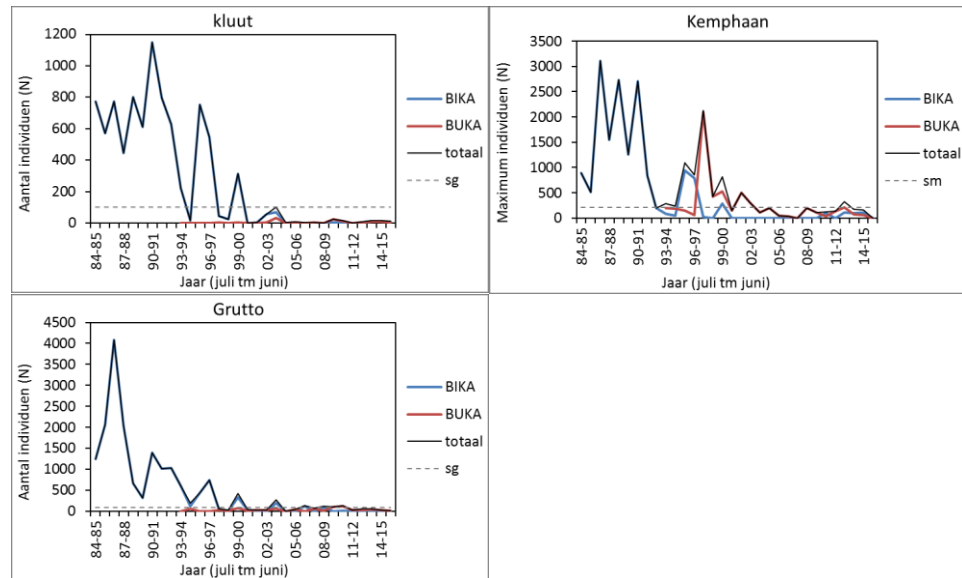 kluut
Aantal individuen (N)
1200
1000
800
600
400
200
0
84-85
87-88
90-91
93-94
96-97
99-00
02-03
05-06
08-09
11-12
14-15
Jaar (juli tm juni)
BIKA
BUKA
totaal
sg
Kemphaan
Maximum individuen (N)
3500
3000
2500
2000
1500
1000
500
0
84-85
87-88
90-91
93-94
96-97
99-00
02-03
05-06
08-09
11-12
14-15
Jaar (juli tm juni)
BIKA
BUKA
totaal
sm
Grutto
Aantal individuen (N)
4500
4000
3500
3000
2500
2000
1500
1000
500
0
84-85
87-88
90-91
93-94
96-97
99-00
02-03
05-06
08-09
11-12
14-15
Jaar (juli tm juni)
BIKA
BUKA
totaal
sg